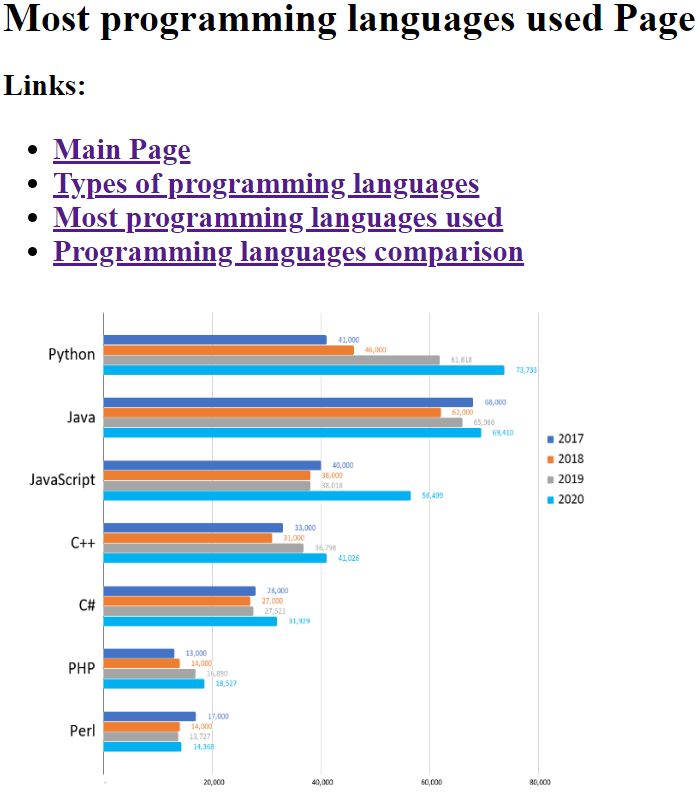 Most programming languages used Page
Links:
Main Page
Types of programming languages
Most programming languages used
Programming languages comparison
Python
41,000
46,000
61,818
73,733
Java
68,000
62,000
69,410
JavaScript
40,000
38,000
38,018
C++
33,000
31,000
36,798
41,026
C#
28,000
27,000
27,521
31,929
PHP
13,000
14,000
16,890
18,527
Perl
17,000
14,000
13,727
14,368
2017
2018
2019
2020
-
20,000
40,000
60,000
80,000